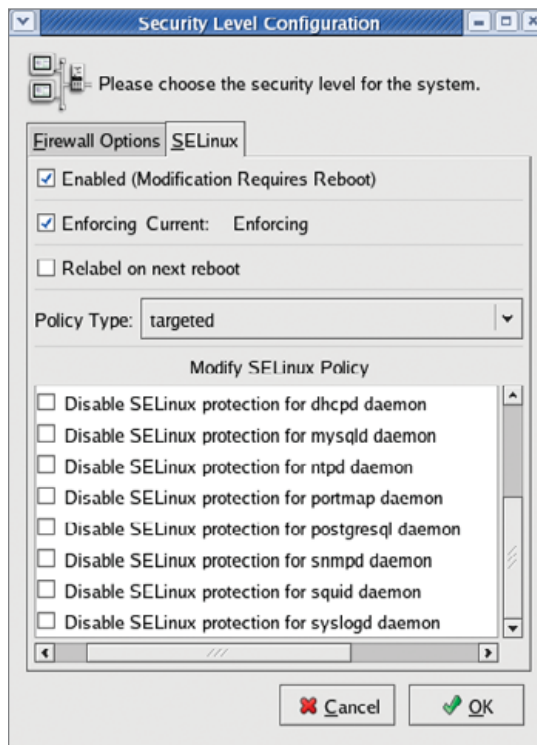 Security Level Configuration
Please choose the security level for the system.
Firewall Options SELinux
Enabled (Modification Requires Reboot)
Enforcing Current: Enforcing
Relabel on next reboot
Policy Type: targeted
Modify SELinux Policy
Disable SELinux protection for dhcpd daemon
Disable SELinux protection for mysqld daemon
Disable SELinux protection for ntpd daemon
Disable SELinux protection for portmap daemon
Disable SELinux protection for postgresql daemon
Disable SELinux protection for snmpd daemon
Disable SELinux protection for squid daemon
Disable SELinux protection for syslogd daemon
Cancel OK